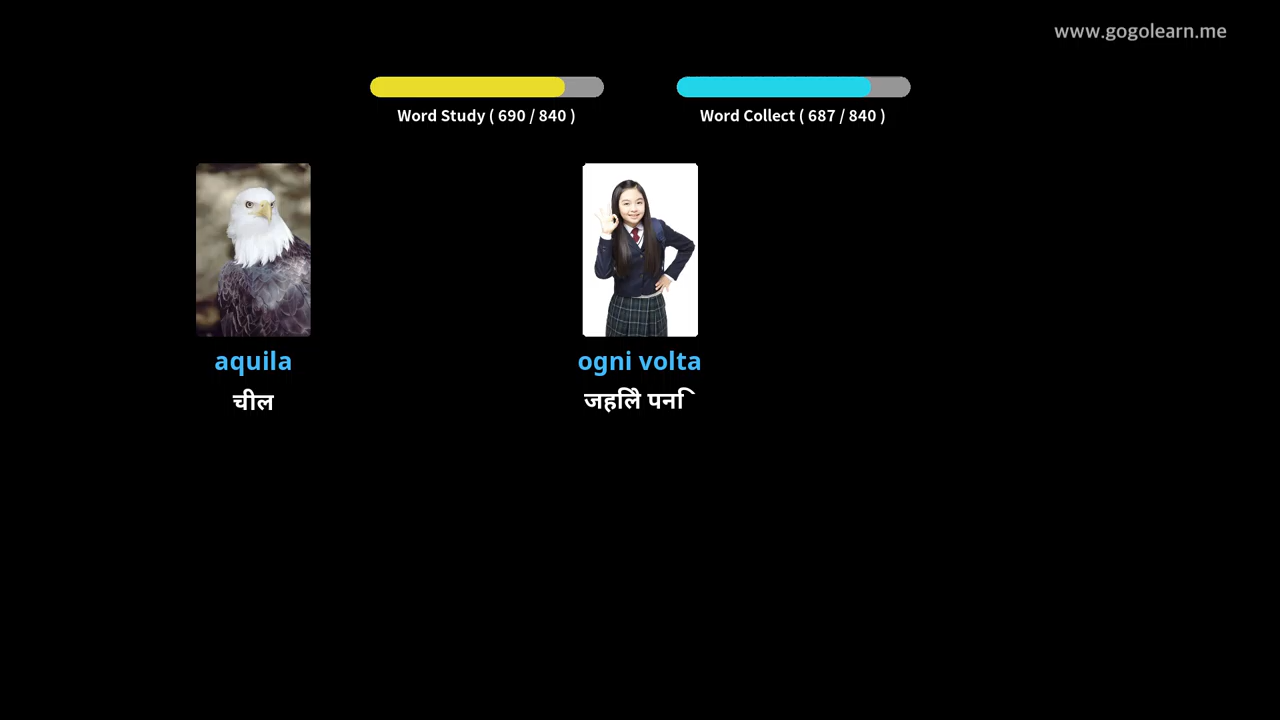 www.gogolearn.me
Word Study ( 690 / 840 )
Word Collect ( 687 / 840 )
aquila
ogni volta
चील
जहिले पनि